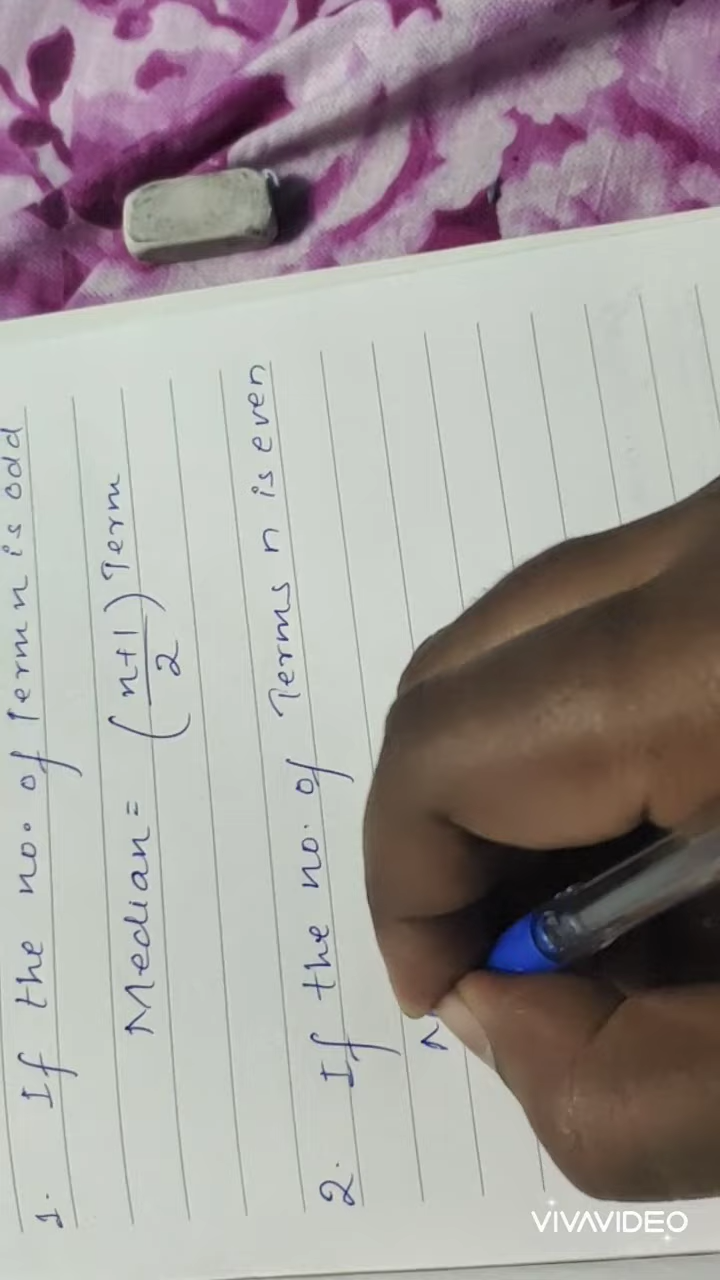 1. If the no. of Term n is odd
Median = (n+1/2) Term
2. If the no. of Terms n is even
VIVAVIDEO